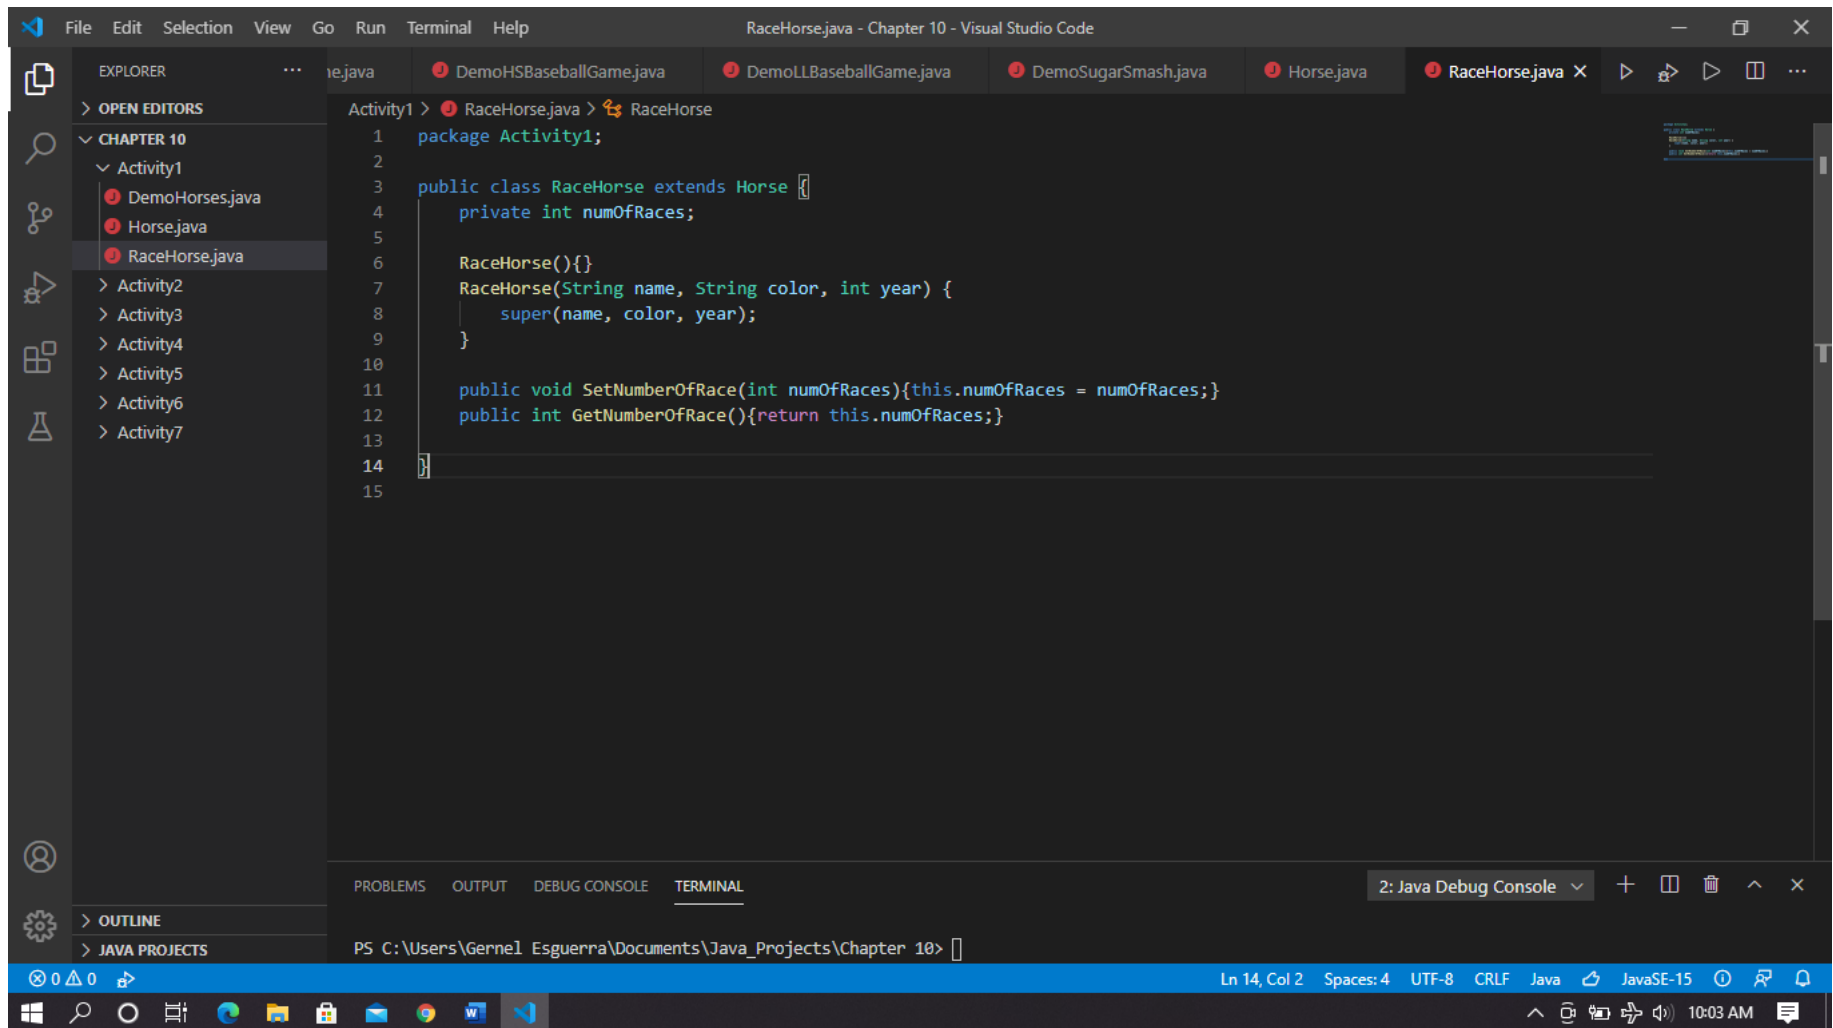 File Edit Selection View Go Run Terminal Help
RaceHorse.java - Chapter 10 - Visual Studio Code
EXPLORER
OPEN EDITORS
CHAPTER 10
Activity1
DemoHorses.java
Horse.java
RaceHorse.java
Activity2
Activity3
Activity4
Activity5
Activity6
Activity7
OUTLINE
JAVA PROJECTS
ne.java DemoHSBaseballGame.java DemoLLBaseballGame.java DemoSugarSmash.java Horse.java RaceHorse.java
Activity1 > RaceHorse.java > RaceHorse
1 package Activity1;
2
3 public class RaceHorse extends Horse {
4 private int numOfRaces;
5
6 RaceHorse(){}
7 RaceHorse(String name, String color, int year) {
8 super(name, color, year);
9 }
10
11 public void SetNumberOfRace(int numOfRaces){this.numOfRaces = numOfRaces;}
12 public int GetNumberOfRace(){return this.numOfRaces;}
13
14 }
15
PROBLEMS OUTPUT DEBUG CONSOLE TERMINAL
2: Java Debug Console
PS C:\Users\Gernel Esguerra\Documents\Java_Projects\Chapter 10>
0 0
Ln 14, Col 2 Spaces: 4 UTF-8 CRLF Java JavaSE-15
10:03 AM